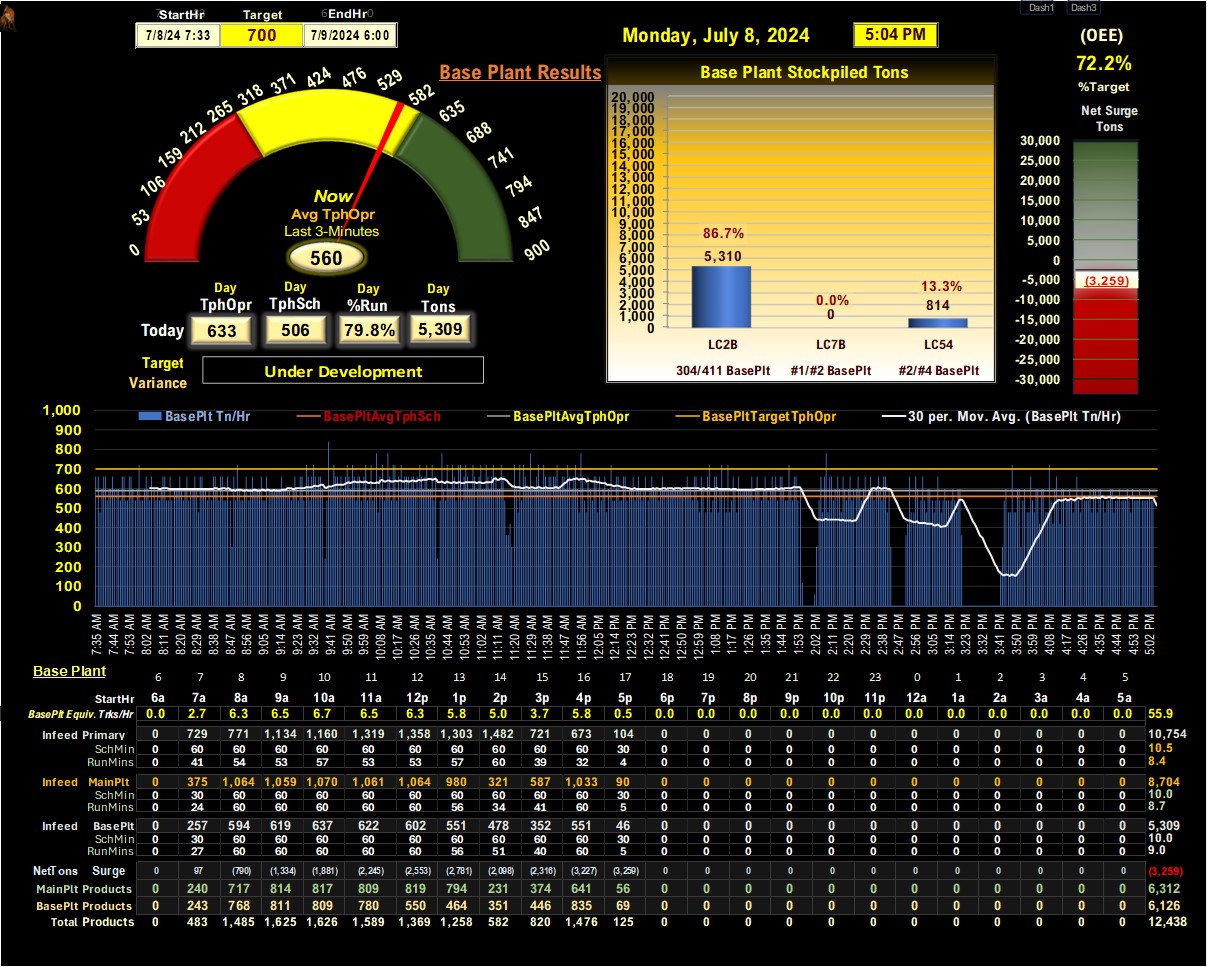 Dash1 Dash3
StartHr Target EndHr
7/8/24 7:33 700 7/9/2024 6:00
Monday, July 8, 2024 5:04 PM
(OEE)
72.2%
%Target
Net Surge
Tons
Base Plant Results
0 53 106 159 212 265 318 371 424 476 529 582 635 688 741 794 847 900
Now
Avg TphOpr
Last 3-Minutes
560
Day Day Day Day
TphOpr TphSch %Run Tons
Today 633 506 79.8% 5,309
Target
Variance
Under Development
Base Plant Stockpiled Tons
20,000
19,000
18,000
17,000
16,000
15,000
14,000
13,000
12,000
11,000
10,000
9,000
8,000
7,000
6,000
5,000
4,000
3,000
2,000
1,000
0
86.7% 0.0% 13.3%
5,310 0 814
LC2B LC7B LC54
304/411 BasePlt #1/#2 BasePlt #2/#4 BasePlt
30,000
25,000
20,000
15,000
10,000
5,000
0
-5,000
-10,000
-15,000
-20,000
-25,000
-30,000
(3,259)
BasePlt Tn/Hr BasePltAvgTphSch BasePltAvgTphOpr BasePltTargetTphOpr 30 per. Mov. Avg. (BasePlt Tn/Hr)
1,000
900
800
700
600
500
400
300
200
100
0
7:35 AM 7:44 AM 7:53 AM 8:02 AM 8:11 AM 8:20 AM 8:29 AM 8:38 AM 8:47 AM 8:56 AM 9:05 AM 9:14 AM 9:23 AM 9:32 AM 9:41 AM 9:50 AM 9:59 AM 10:08 AM 10:17 AM 10:26 AM 10:35 AM 10:44 AM 10:53 AM 11:02 AM 11:11 AM 11:20 AM 11:29 AM 11:38 AM 11:47 AM 11:56 AM 12:05 PM 12:14 PM 12:23 PM 12:32 PM 12:41 PM 12:50 PM 12:59 PM 1:08 PM 1:17 PM 1:26 PM 1:35 PM 1:44 PM 1:53 PM 2:02 PM 2:11 PM 2:20 PM 2:29 PM 2:38 PM 2:47 PM 2:56 PM 3:05 PM 3:14 PM 3:23 PM 3:32 PM 3:41 PM 3:50 PM 3:59 PM 4:08 PM 4:17 PM 4:26 PM 4:35 PM 4:44 PM 4:53 PM 5:02 PM
Base Plant 6 7 8 9 10 11 12 13 14 15 16 17 18 19 20 21 22 23 0 1 2 3 4 5
StartHr 6a 7a 8a 9a 10a 11a 12p 1p 2p 3p 4p 5p 6p 7p 8p 9p 10p 11p 12a 1a 2a 3a 4a 5a
BasePlt Equiv. Trks/Hr 0.0 2.7 6.3 6.5 6.7 6.5 6.3 5.8 5.0 3.7 5.8 0.5 0.0 0.0 0.0 0.0 0.0 0.0 0.0 0.0 0.0 0.0 0.0 0.0 55.9
Infeed Primary 0 729 771 1,134 1,160 1,319 1,358 1,303 1,482 721 673 104 0 0 0 0 0 0 0 0 0 0 0 0 10,754
SchMin 0 60 60 60 60 60 60 60 60 60 60 30 0 0 0 0 0 0 0 0 0 0 0 0 10.5
RunMins 0 41 54 53 57 53 53 57 60 39 32 4 0 0 0 0 0 0 0 0 0 0 0 0 8.4
Infeed MainPlt 0 375 1,064 1,059 1,070 1,061 1,064 980 321 587 1,033 90 0 0 0 0 0 0 0 0 0 0 0 0 8,704
SchMin 0 30 60 60 60 60 60 60 60 60 60 30 0 0 0 0 0 0 0 0 0 0 0 0 10.0
RunMins 0 24 60 60 60 60 60 56 34 41 60 5 0 0 0 0 0 0 0 0 0 0 0 0 8.7
Infeed BasePlt 0 257 594 619 637 622 602 551 478 352 551 46 0 0 0 0 0 0 0 0 0 0 0 0 5,309
SchMin 0 30 60 60 60 60 60 60 60 60 60 30 0 0 0 0 0 0 0 0 0 0 0 0 10.0
RunMins 0 27 60 60 60 60 60 56 51 40 60 5 0 0 0 0 0 0 0 0 0 0 0 0 9.0
NetTons Surge 0 97 (790) (1,334) (1,881) (2,245) (2,553) (2,781) (2,098) (2,316) (3,227) (3,259) 0 0 0 0 0 0 0 0 0 0 0 0 (3,259)
MainPlt Products 0 240 717 814 817 809 819 794 231 374 641 56 0 0 0 0 0 0 0 0 0 0 0 0 6,312
BasePlt Products 0 243 768 811 809 780 550 464 351 446 835 69 0 0 0 0 0 0 0 0 0 0 0 0 6,126
Total Products 0 483 1,485 1,625 1,626 1,589 1,369 1,258 582 820 1,476 125 0 0 0 0 0 0 0 0 0 0 0 0 12,438